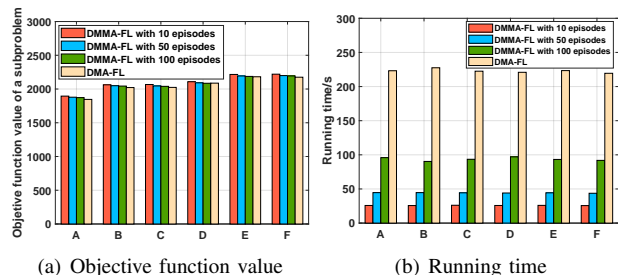 3000
2500
2000
1500
1000
500
0
Objetive function value of a subproblem
DMMA-FL with 10 episodes
DMMA-FL with 50 episodes
DMMA-FL with 100 episodes
DMA-FL
A B C D E F
(a) Objective function value
300
250
200
150
100
50
0
Running time/s
DMMA-FL with 10 episodes
DMMA-FL with 50 episodes
DMMA-FL with 100 episodes
DMA-FL
A B C D E F
(b) Running time